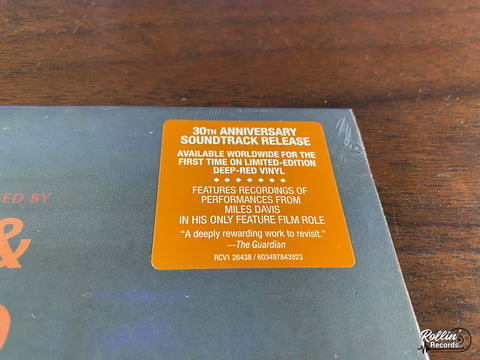 30TH ANNIVERSARY
SOUNDTRACK RELEASE
AVAILABLE WORLDWIDE FOR THE
FIRST TIME ON LIMITED-EDITION
DEEP-RED VINYL
FEATURES RECORDINGS OF
PERFORMANCES FROM
MILES DAVIS
IN HIS ONLY FEATURE FILM ROLE
“A deeply rewarding work to revisit.”
—The Guardian
RCV1 26438 / 603497843923
ED BY
&
Rollin'
Records